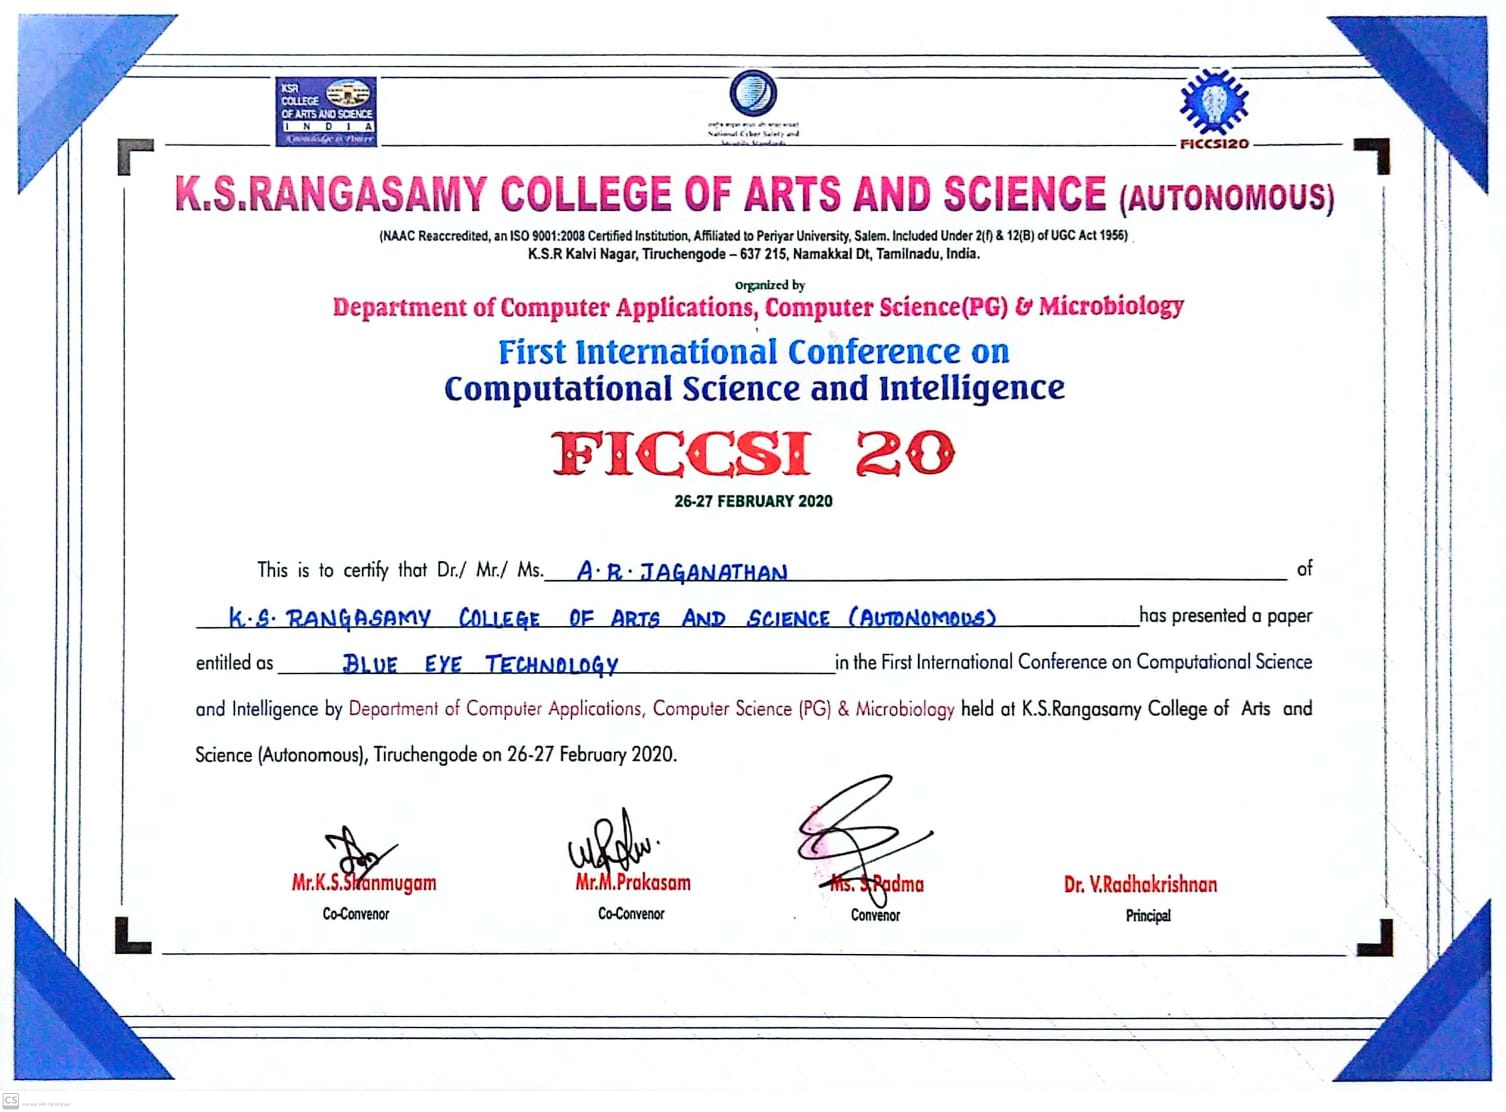 KSR
COLLEGE
OF ARTS AND SCIENCE
I N D I A
Knowledge is Power
National Cyber Safety and
Security Standards
FICCSI20
K.S.RANGASAMY COLLEGE OF ARTS AND SCIENCE (AUTONOMOUS)
(NAAC Reaccredited, an ISO 9001:2008 Certified Institution, Affiliated to Periyar University, Salem. Included Under 2(f) & 12(B) of UGC Act 1956)
K.S.R Kalvi Nagar, Tiruchengode – 637 215, Namakkal Dt, Tamilnadu, India.
Organized by
Department of Computer Applications, Computer Science(PG) & Microbiology
First International Conference on
Computational Science and Intelligence
FICCSI 20
26-27 FEBRUARY 2020
This is to certify that Dr./ Mr./ Ms. A.R.JAGANATHAN of
K.S. RANGASAMY COLLEGE OF ARTS AND SCIENCE (AUTONOMOUS) has presented a paper
entitled as BLUE EYE TECHNOLOGY in the First International Conference on Computational Science
and Intelligence by Department of Computer Applications, Computer Science (PG) & Microbiology held at K.S.Rangasamy College of Arts and
Science (Autonomous), Tiruchengode on 26-27 February 2020.
Mr.K.S.Shanmugam
Co-Convenor
Mr.M.Prakasam
Co-Convenor
Ms. S.Padma
Convenor
Dr. V.Radhakrishnan
Principal
CS